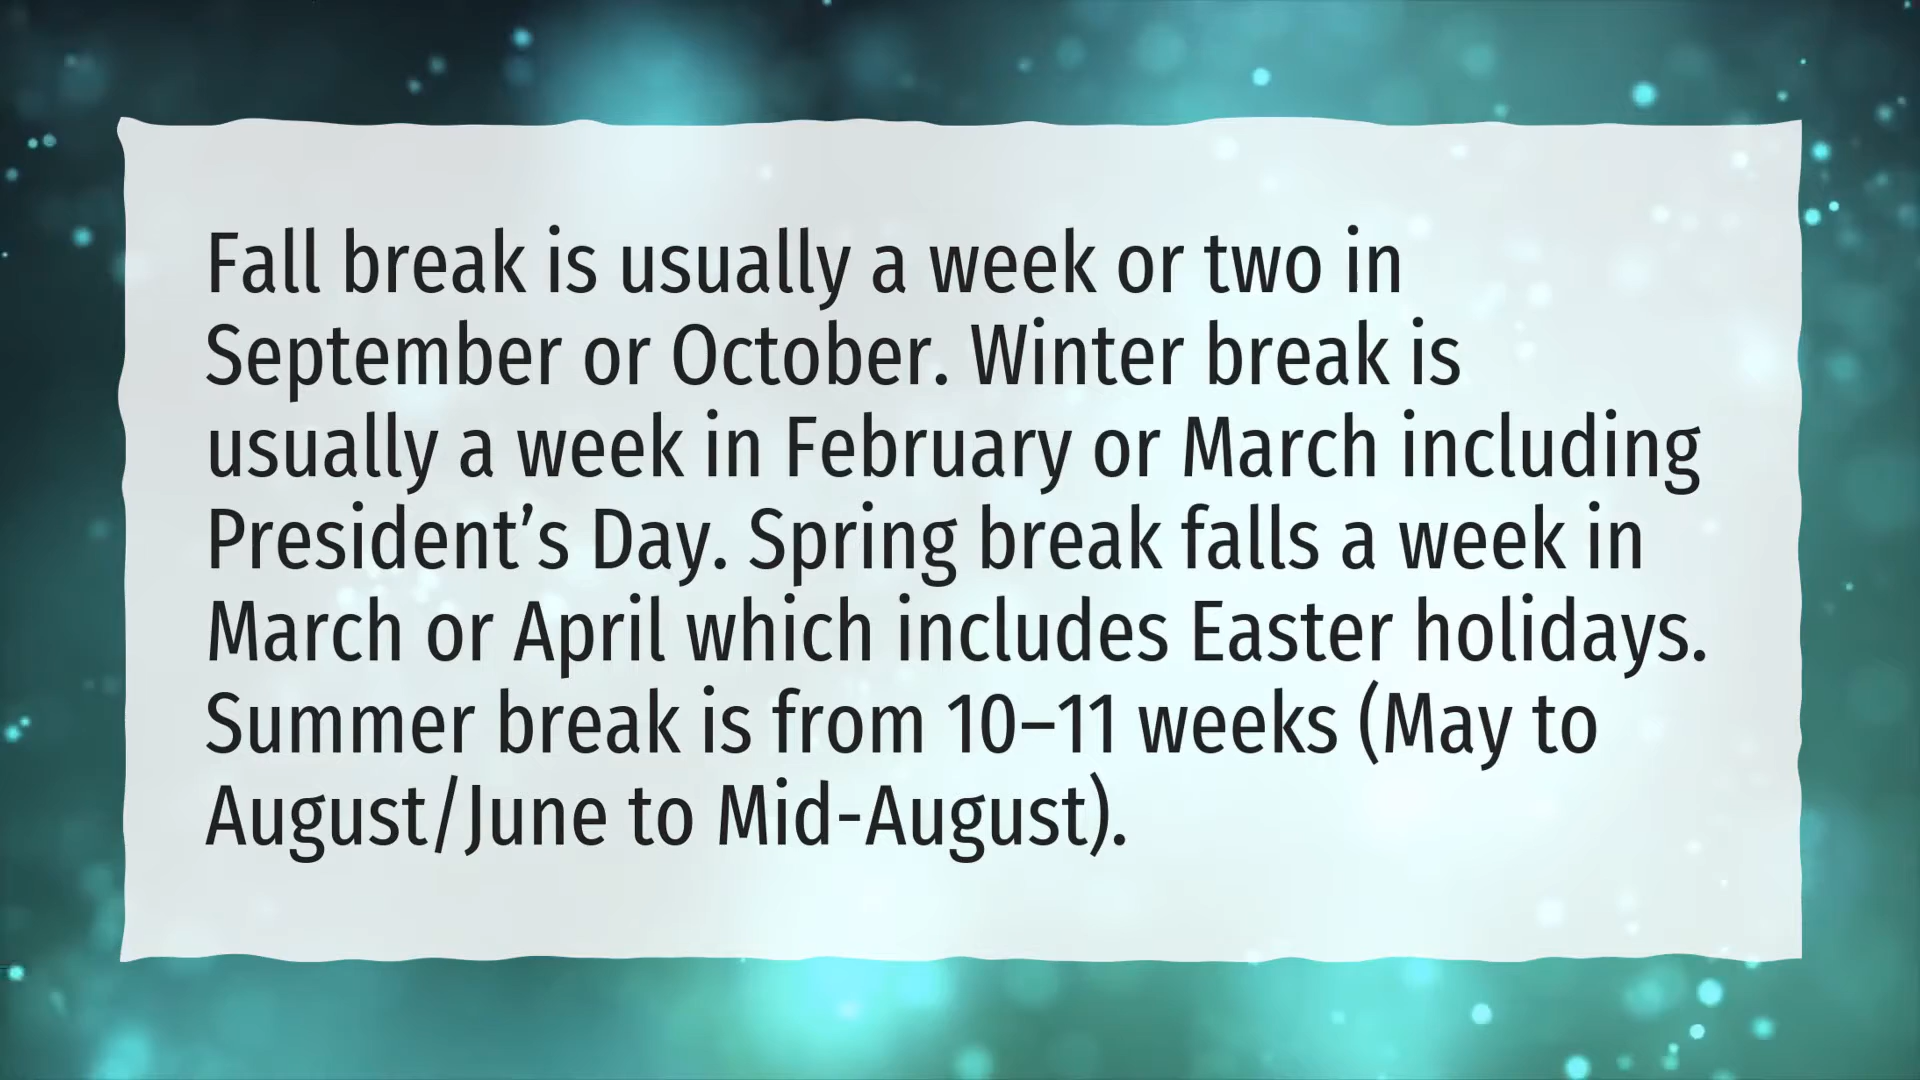 Fall break is usually a week or two in
September or October. Winter break is
usually a week in February or March including
President’s Day. Spring break falls a week in
March or April which includes Easter holidays.
Summer break is from 10–11 weeks (May to
August/June to Mid-August).